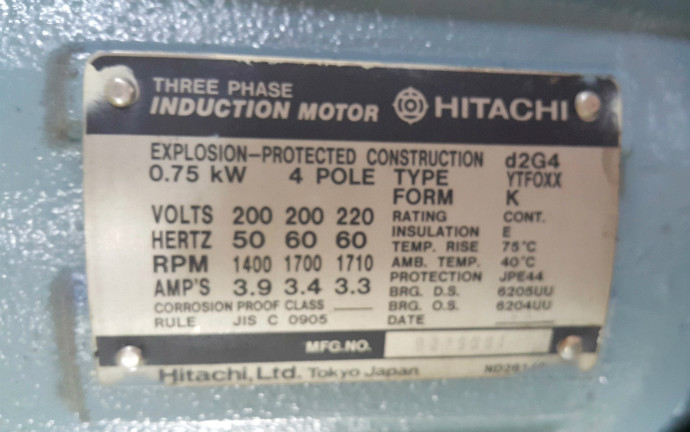 THREE PHASE
INDUCTION MOTOR HITACHI
EXPLOSION-PROTECTED CONSTRUCTION d2G4
0.75 kW 4 POLE TYPE YTFOXX
FORM K
VOLTS 200 200 220 RATING CONT.
HERTZ 50 60 60 INSULATION E
TEMP. RISE 75°C
RPM 1400 1700 1710 AMB. TEMP. 40°C
PROTECTION JPE44
AMP'S 3.9 3.4 3.3 BRG. D.S. 6205UU
CORROSION PROOF CLASS BRG. O.S. 6204UU
RULE JIS C 0905 DATE
MFG.NO.
Hitachi, Ltd. Tokyo Japan